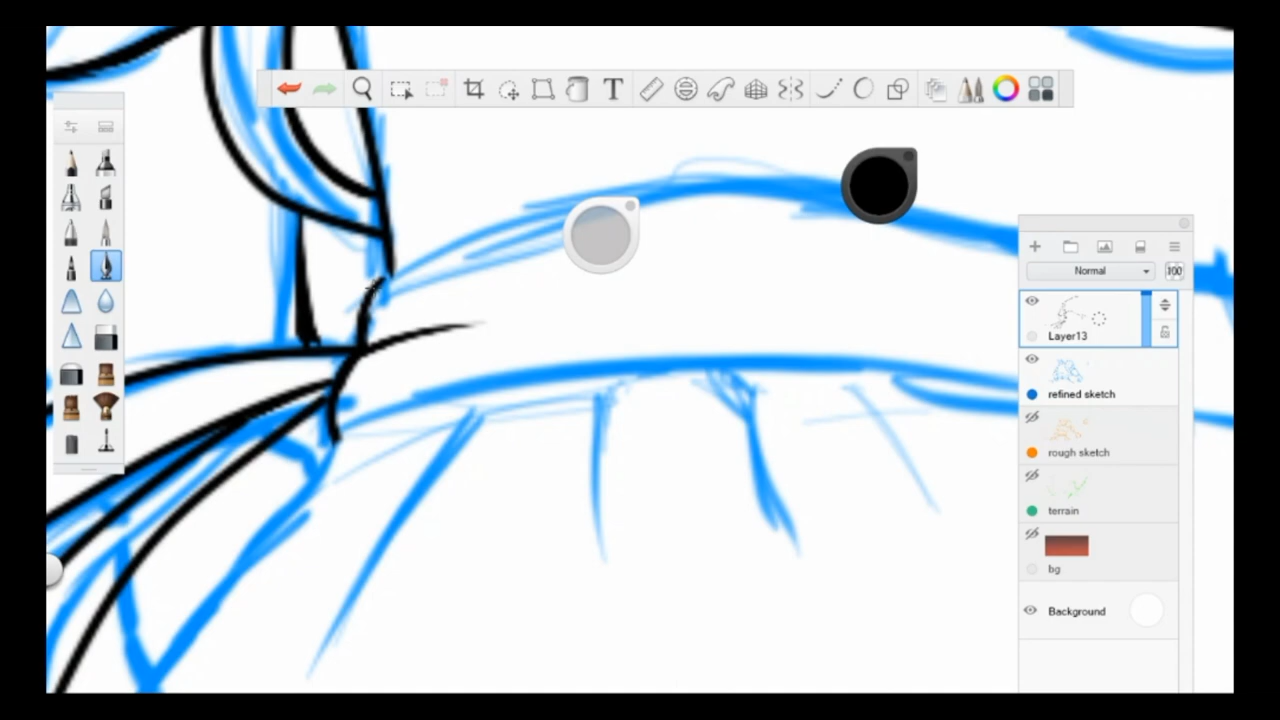 T
Normal
100
Layer13
refined sketch
rough sketch
terrain
bg
Background